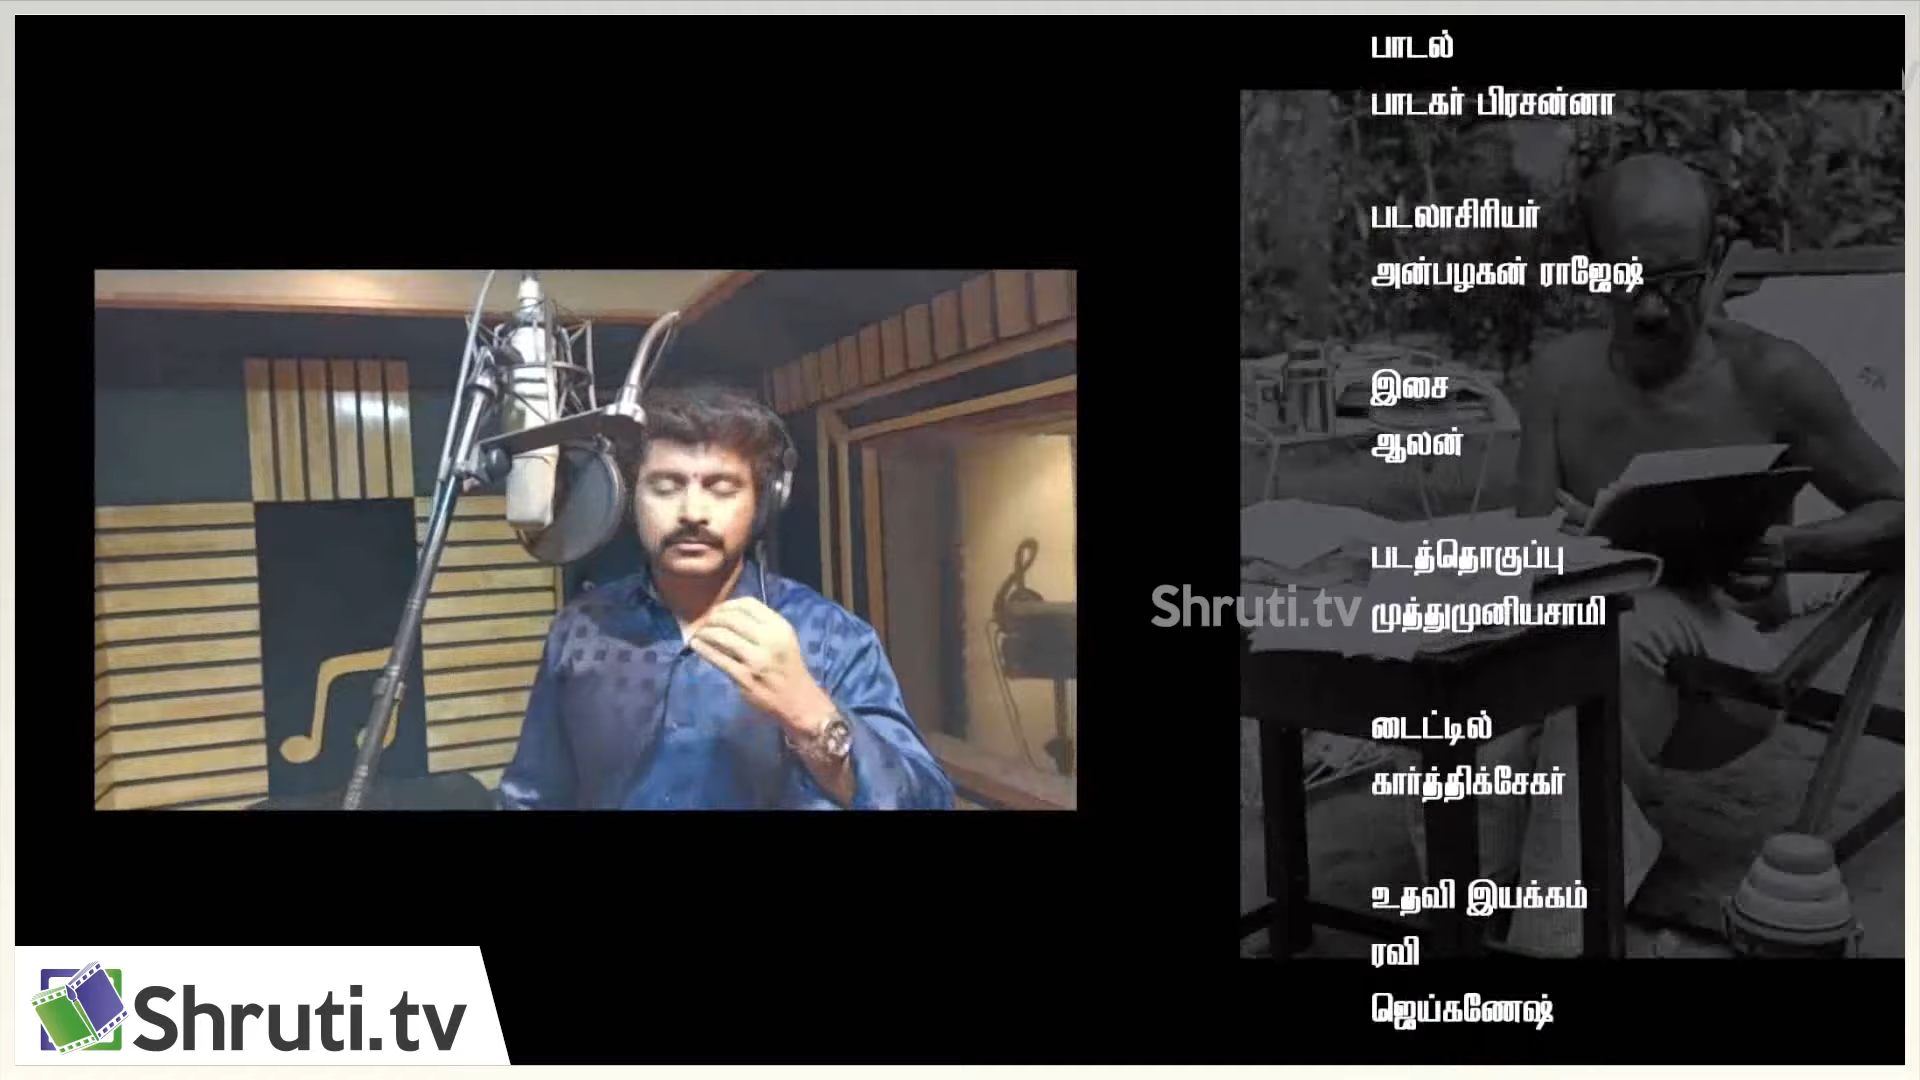 பாடல்
பாடகர் பிரசன்னா
படலாசிரியர்
அன்பழகன் ராஜேஷ்
இசை
ஆலன்
படத்தொகுப்பு
முத்துமுனியசாமி
டைட்டில்
கார்த்திக்சேகர்
உதவி இயக்கம்
ரவி
ஜெய்கணேஷ்
Shruti.tv
Shruti.tv